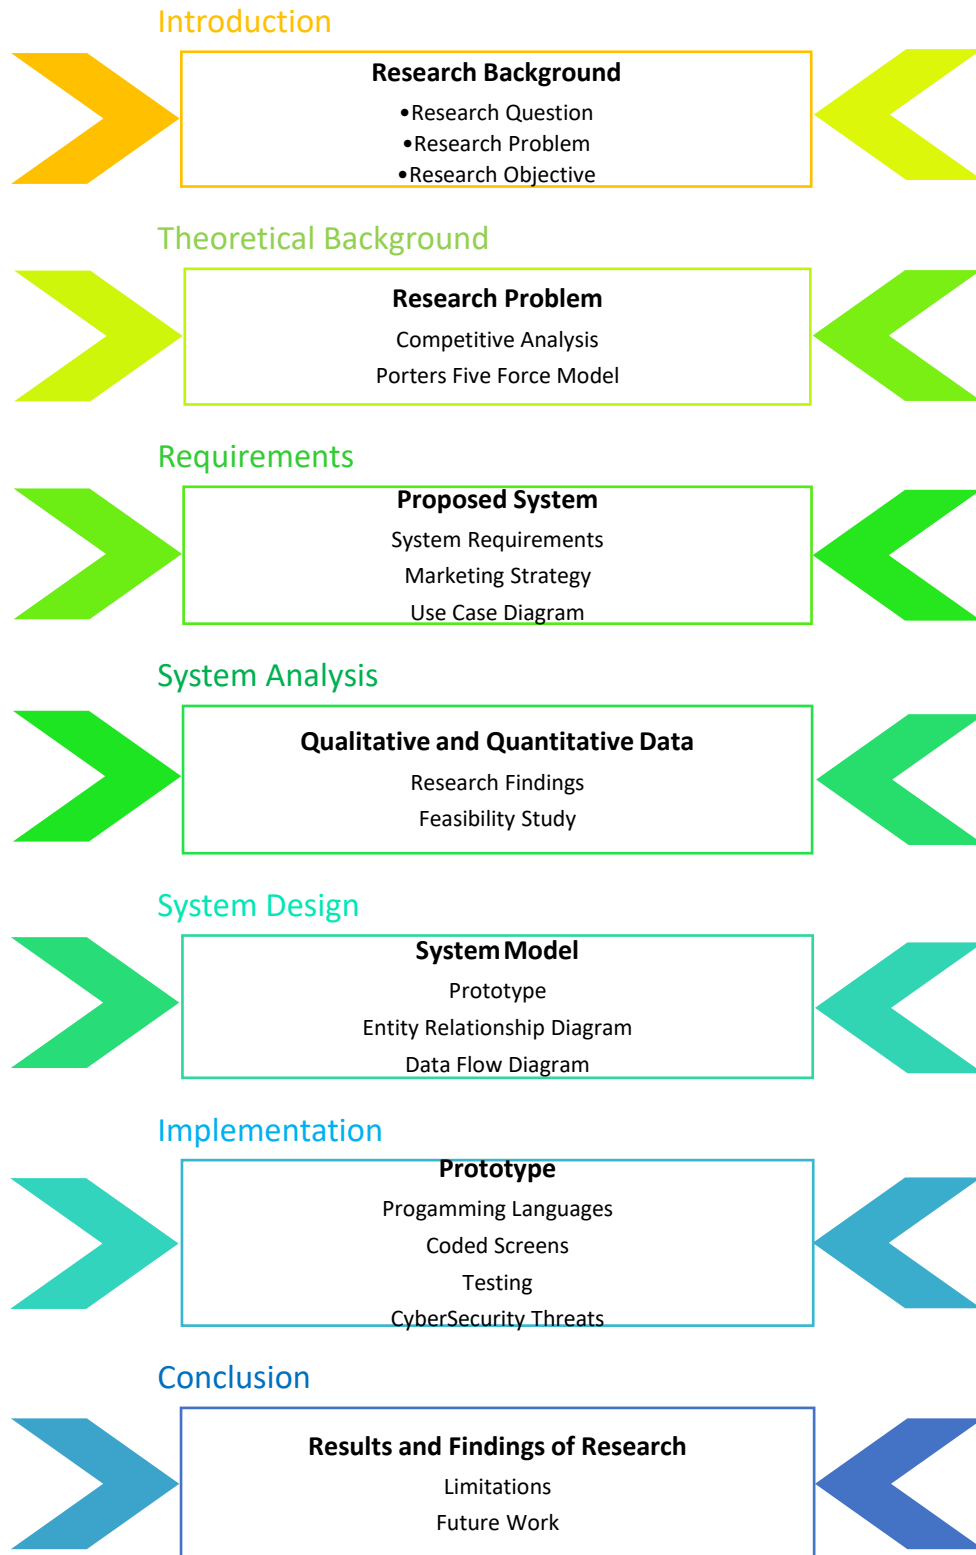 Introduction
Research Background
•Research Question
•Research Problem
•Research Objective
Theoretical Background
Research Problem
Competitive Analysis
Porters Five Force Model
Requirements
Proposed System
System Requirements
Marketing Strategy
Use Case Diagram
System Analysis
Qualitative and Quantitative Data
Research Findings
Feasibility Study
System Design
System Model
Prototype
Entity Relationship Diagram
Data Flow Diagram
Implementation
Prototype
Progamming Languages
Coded Screens
Testing
CyberSecurity Threats
Conclusion
Results and Findings of Research
Limitations
Future Work